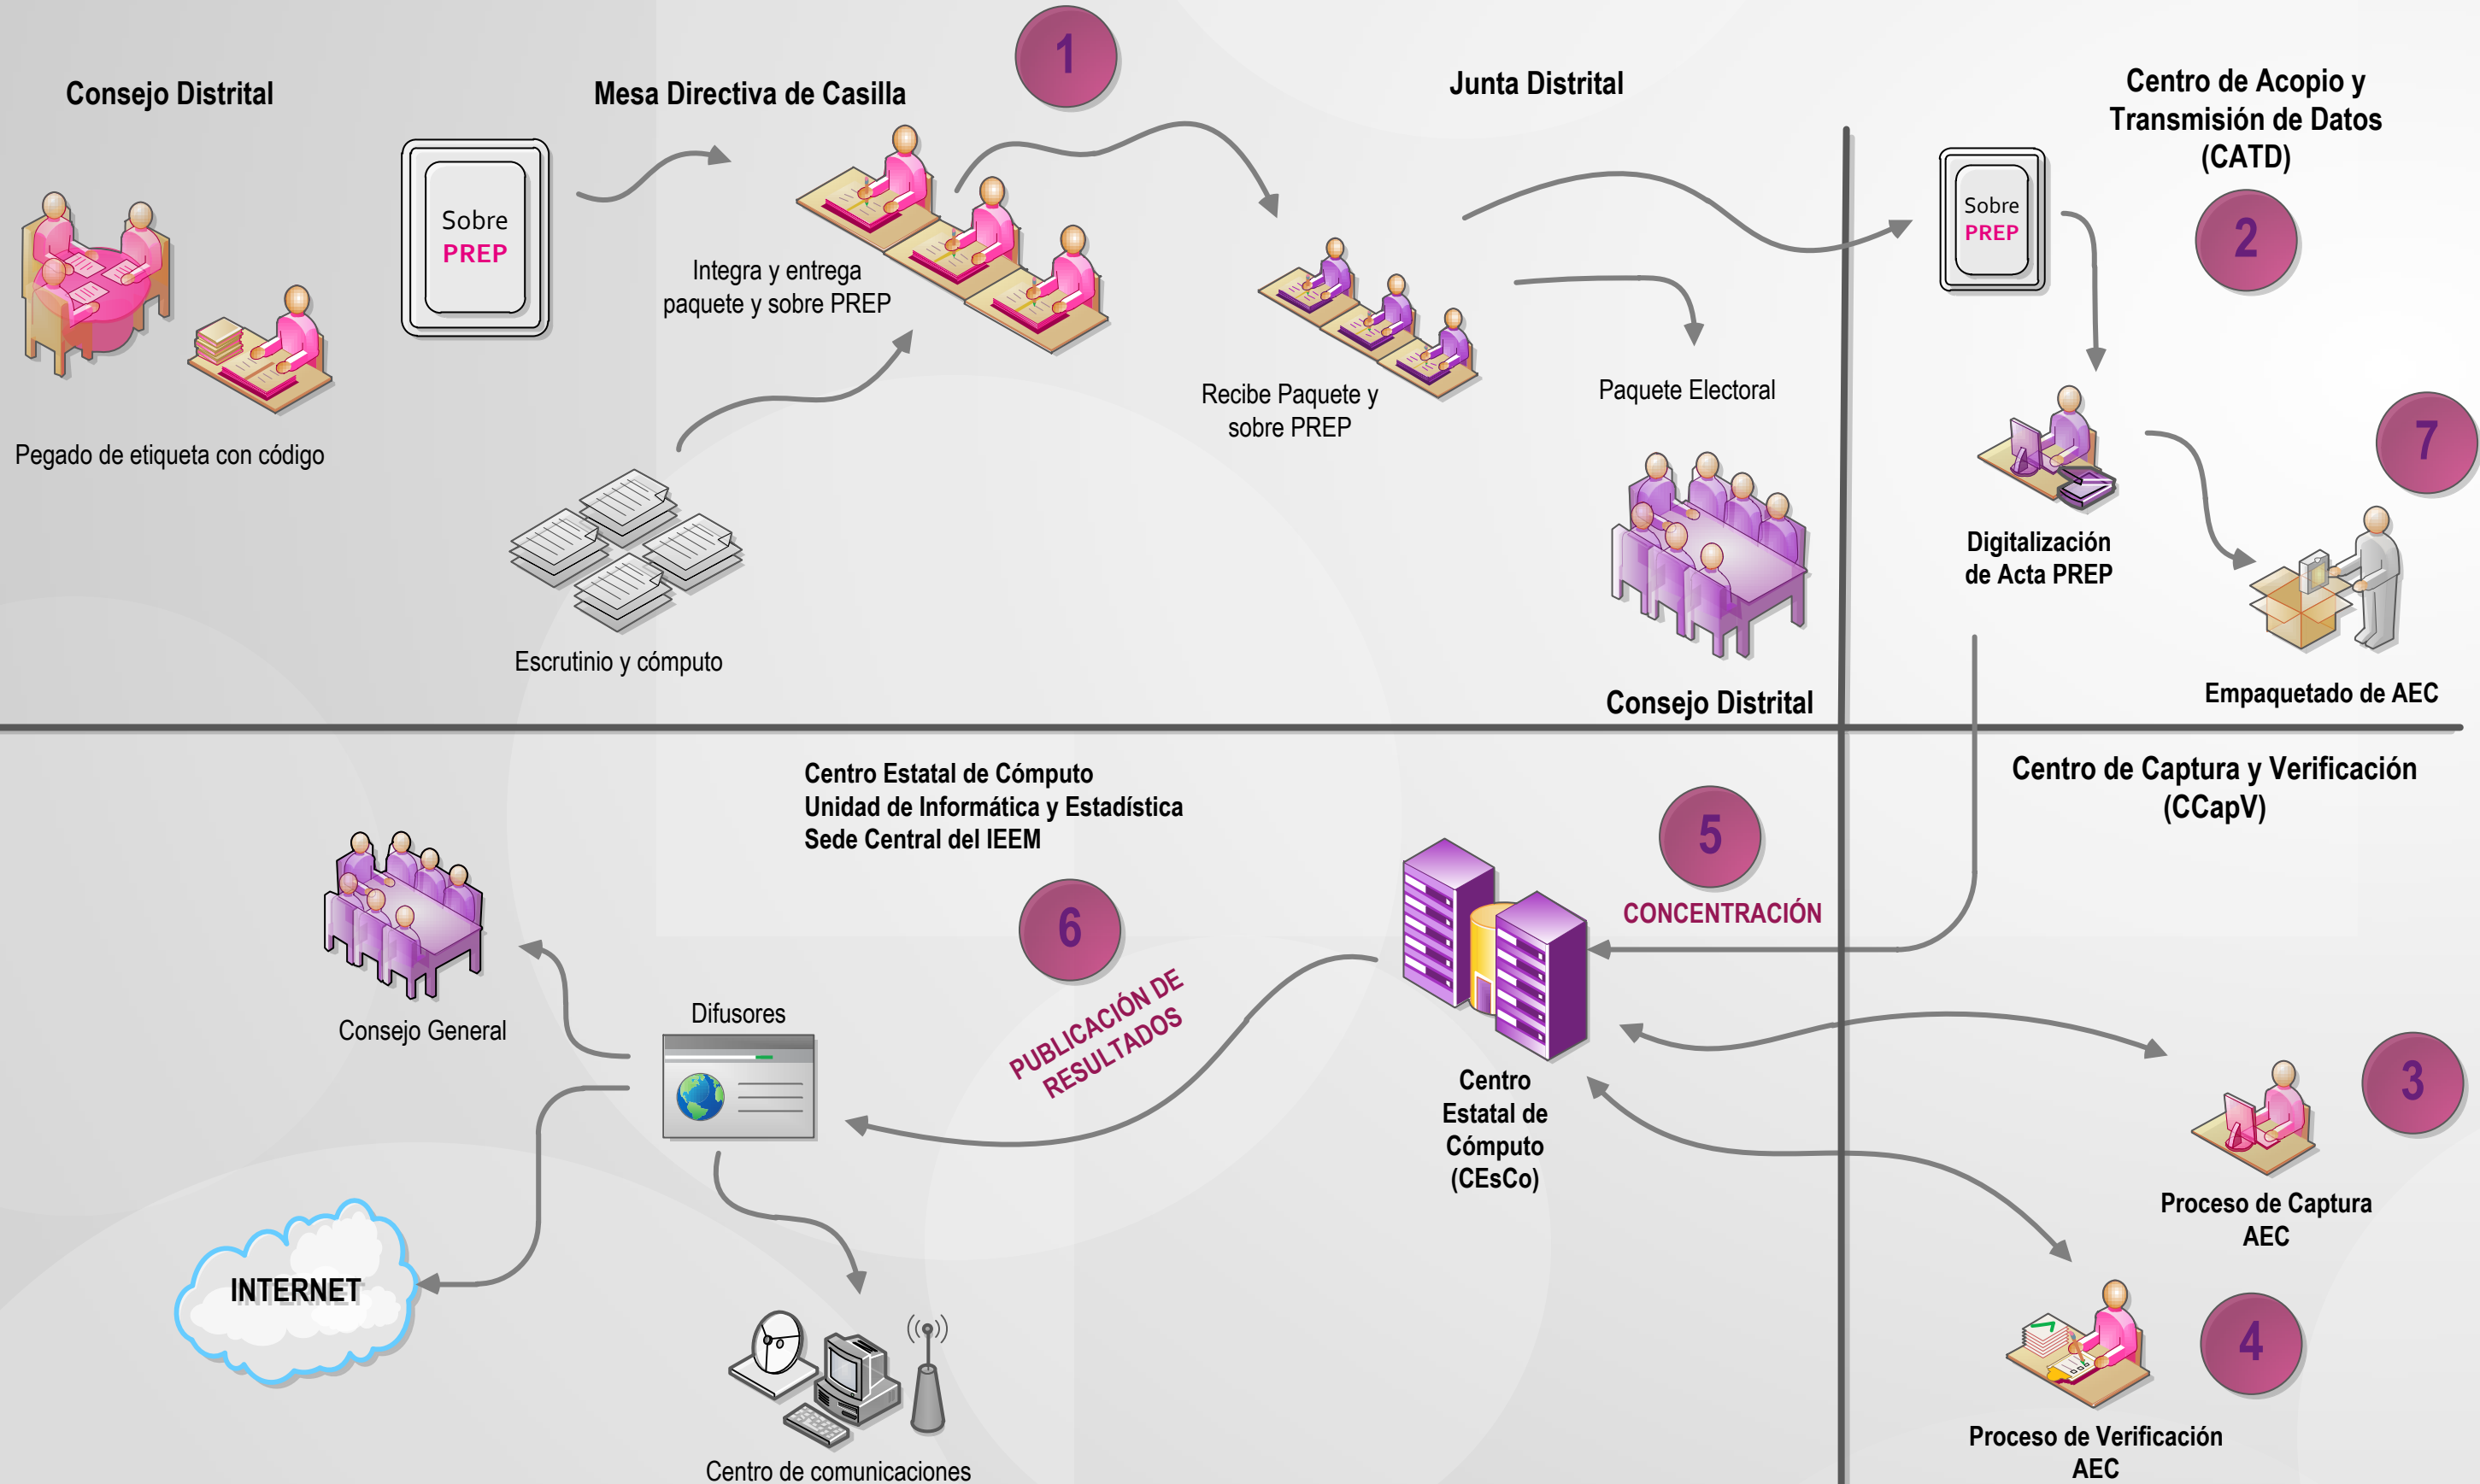 1
Consejo Distrital
Mesa Directiva de Casilla
Junta Distrital
Centro de Acopio y
Transmisión de Datos
(CATD)
Sobre
PREP
Sobre
PREP
2
Integra y entrega
paquete y sobre PREP
Recibe Paquete y
sobre PREP
Paquete Electoral
7
Pegado de etiqueta con código
Digitalización
de Acta PREP
Escrutinio y cómputo
Consejo Distrital
Empaquetado de AEC
Centro Estatal de Cómputo
Unidad de Informática y Estadística
Sede Central del IEEM
Centro de Captura y Verificación
(CCapV)
5
CONCENTRACIÓN
6
PUBLICACIÓN DE
RESULTADOS
Consejo General
Difusores
Centro
Estatal de
Cómputo
(CEsCo)
3
Proceso de Captura
AEC
INTERNET
4
Proceso de Verificación
AEC
Centro de comunicaciones